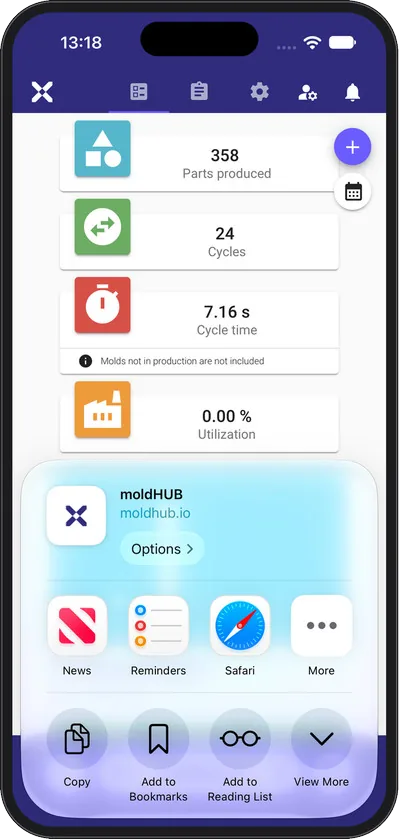 13:18
358
Parts produced
24
Cycles
7.16 s
Cycle time
Molds not in production are not included
0.00 %
Utilization
moldHUB
moldhub.io
Options
News
Reminders
Safari
More
Copy
Add to
Bookmarks
Add to
Reading List
View More